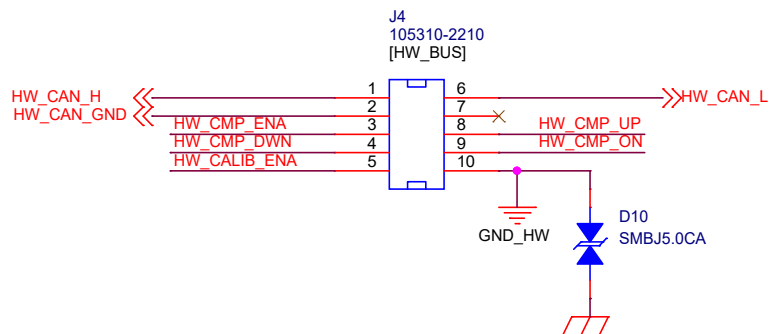 J4
105310-2210
[HW_BUS]
HW_CAN_H 1 6 HW_CAN_L
HW_CAN_GND 2 7
HW_CMP_ENA 3 8 HW_CMP_UP
HW_CMP_DWN 4 9 HW_CMP_ON
HW_CALIB_ENA 5 10
GND_HW
D10
SMBJ5.0CA